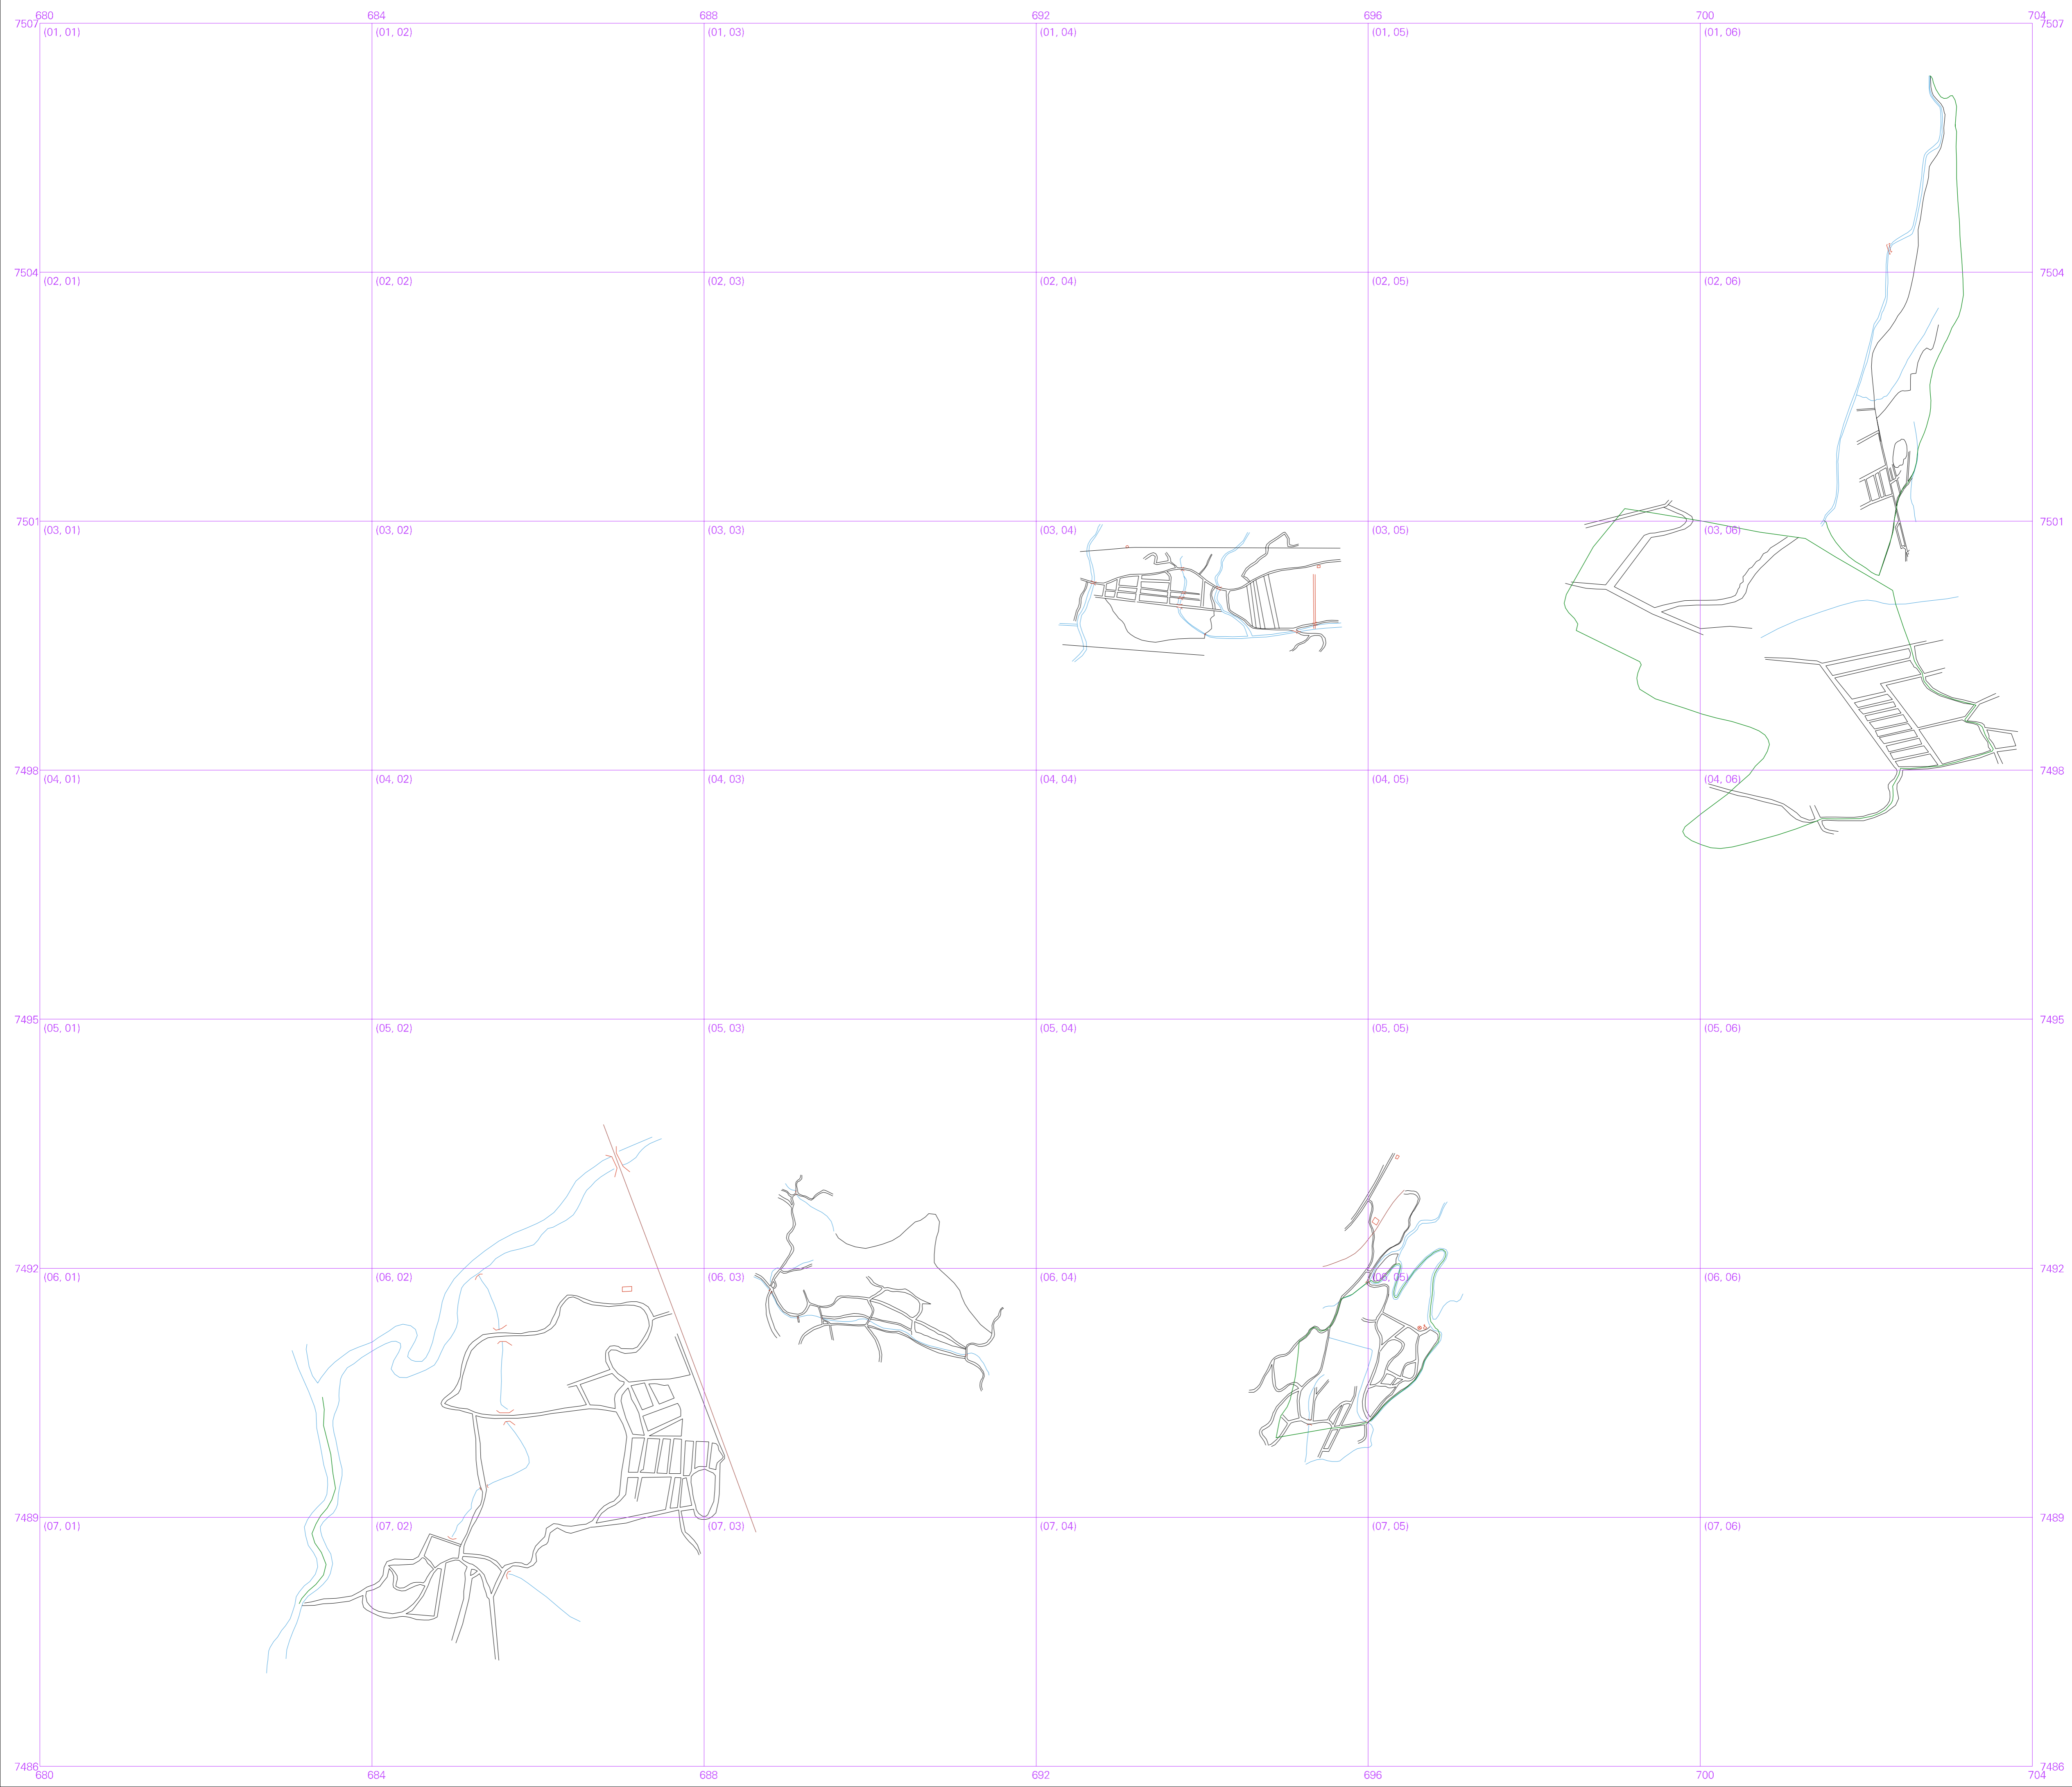 680 684 688 692 696 700 704
7507 7507
(01, 01) (01, 02) (01, 03) (01, 04) (01, 05) (01, 06)
7504 7504
(02, 01) (02, 02) (02, 03) (02, 04) (02, 05) (02, 06)
7501 7501
(03, 01) (03, 02) (03, 03) (03, 04) (03, 05) (03, 06)
7498 7498
(04, 01) (04, 02) (04, 03) (04, 04) (04, 05) (04, 06)
7495 7495
(05, 01) (05, 02) (05, 03) (05, 04) (05, 05) (05, 06)
7492 7492
(06, 01) (06, 02) (06, 03) (06, 04) (06, 05) (06, 06)
7489 7489
(07, 01) (07, 02) (07, 03) (07, 04) (07, 05) (07, 06)
7486 7486
680 684 688 692 696 700 704